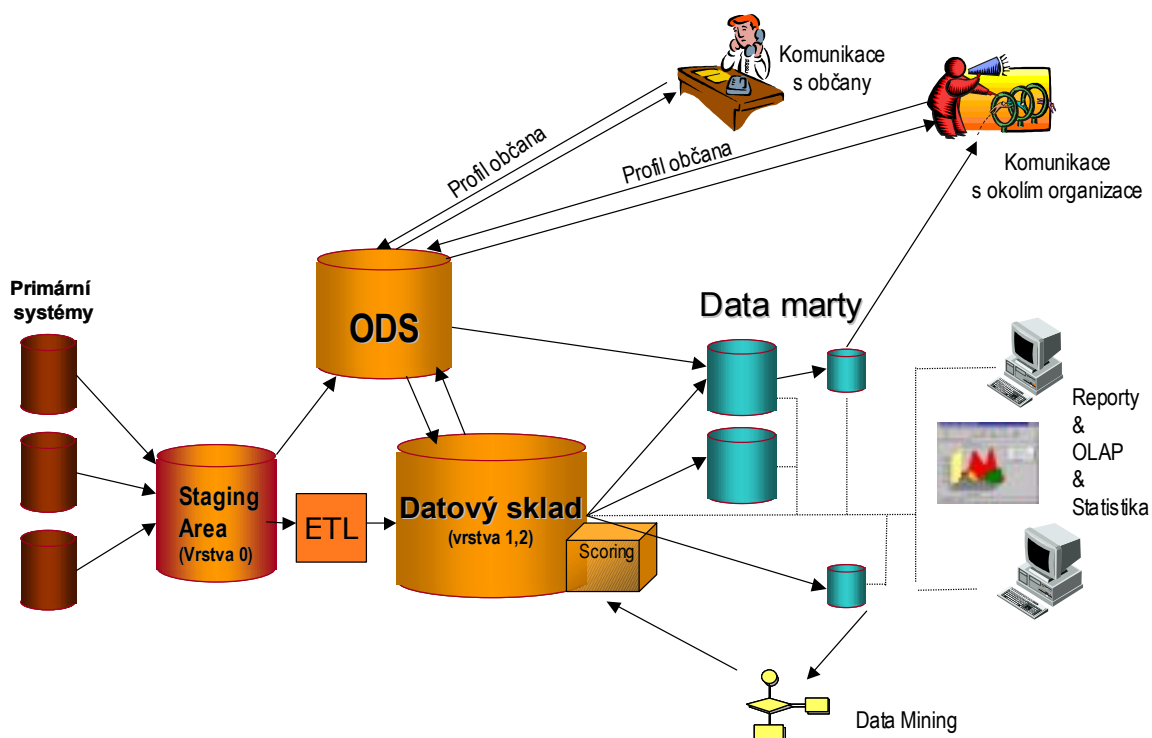 Komunikace
s občany
Komunikace
s okolím organizace
Profil občana
Profil občana
Primární
systémy
ODS
Data marty
Staging
Area
(Vrstva 0)
ETL
Datový sklad
(vrstva 1,2)
Scoring
Reporty
&
OLAP
&
Statistika
Data Mining